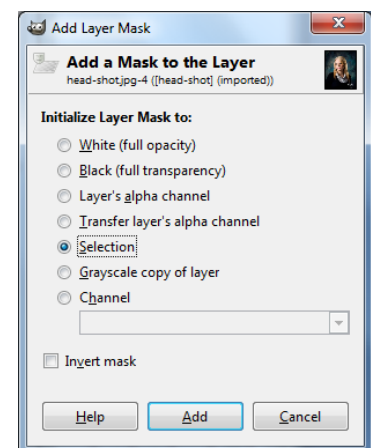 Add Layer Mask
Add a Mask to the Layer
head-shot.jpg-4 ([head-shot] (imported))
Initialize Layer Mask to:
White (full opacity)
Black (full transparency)
Layer's alpha channel
Transfer layer's alpha channel
Selection
Grayscale copy of layer
Channel
Invert mask
Help Add Cancel